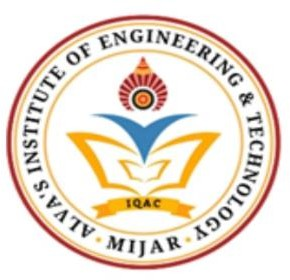 ALVA'S INSTITUTE OF ENGINEERING & TECHNOLOGY
· MIJAR ·
IQAC